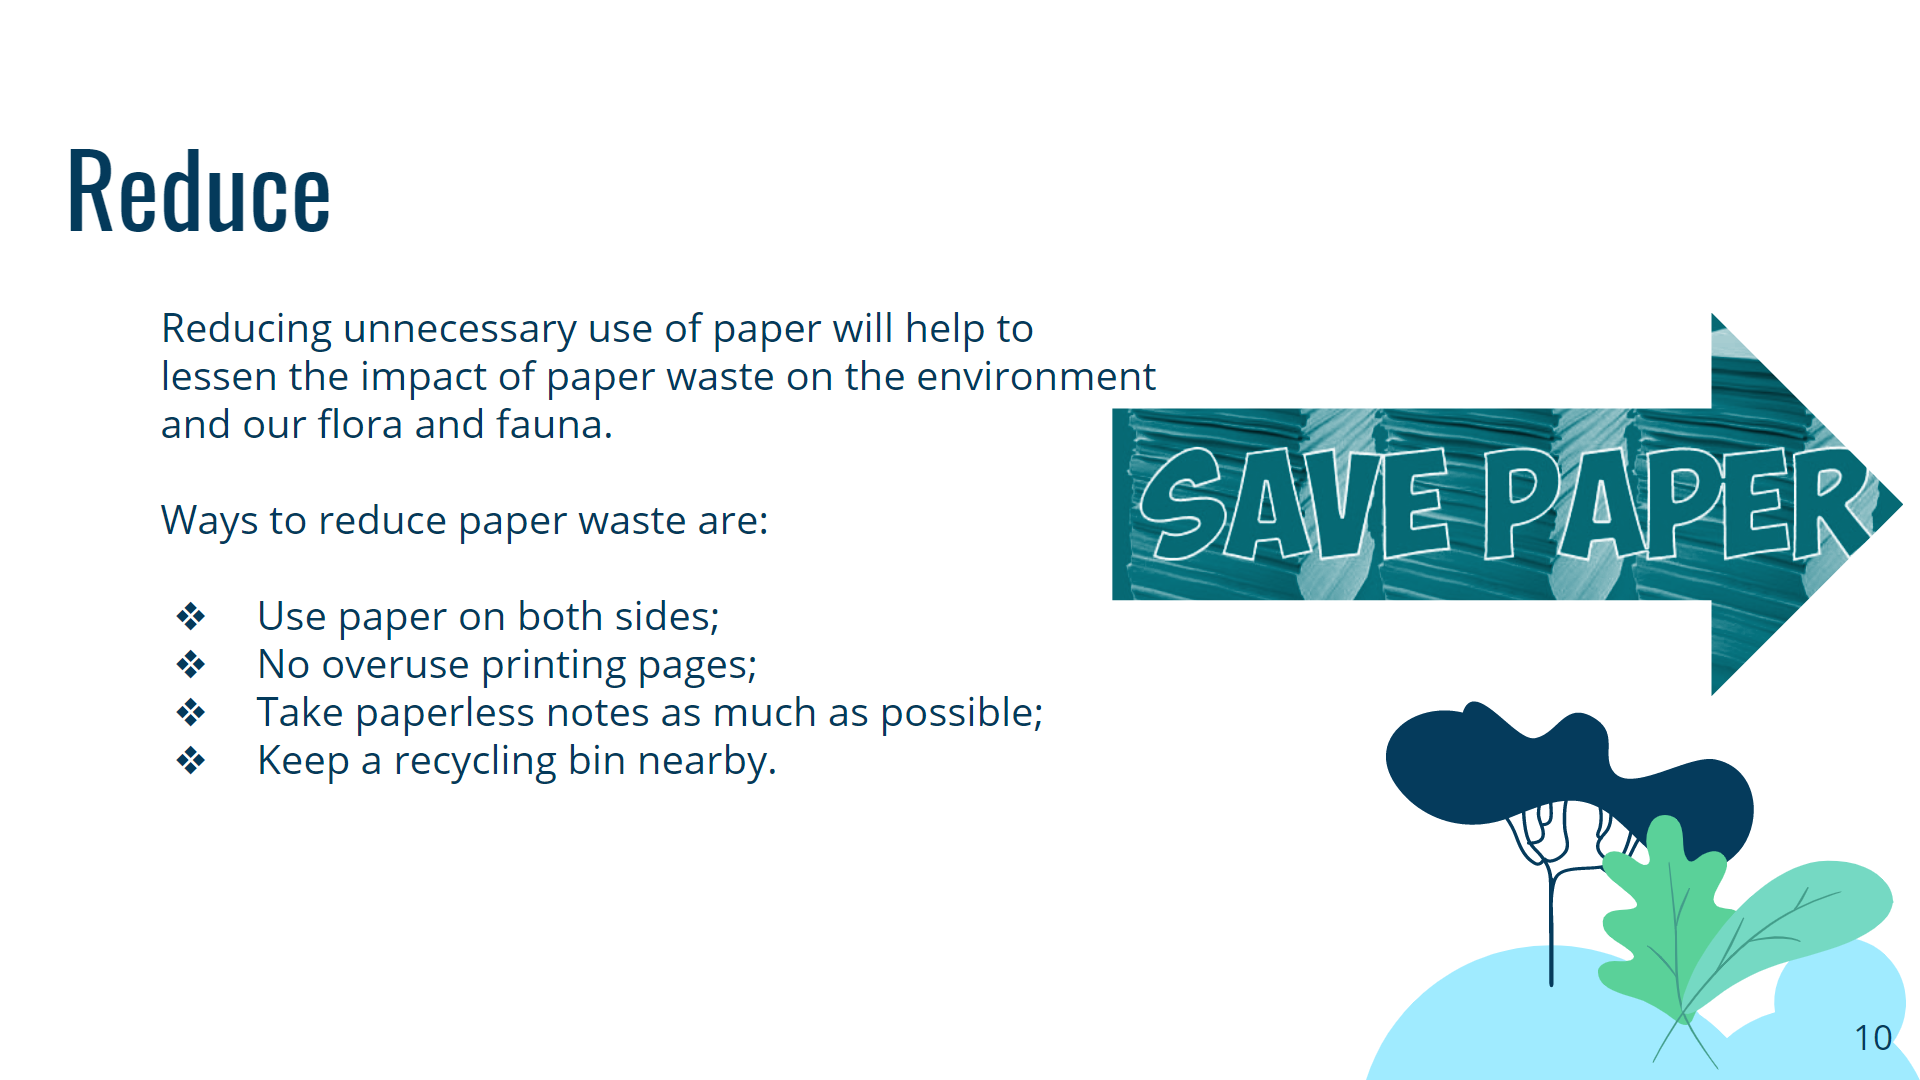 Reduce
Reducing unnecessary use of paper will help to
lessen the impact of paper waste on the environment
and our flora and fauna.
Ways to reduce paper waste are:
❖ Use paper on both sides;
❖ No overuse printing pages;
❖ Take paperless notes as much as possible;
❖ Keep a recycling bin nearby.
SAVE PAPER
10